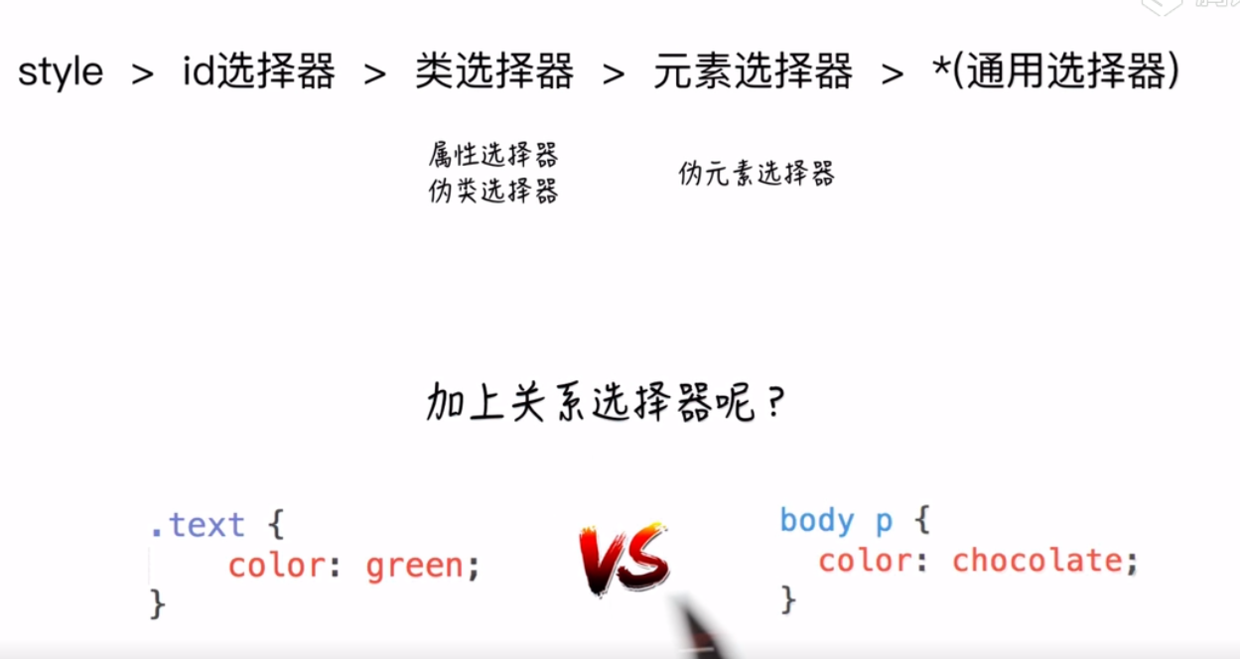 style > id选择器 > 类选择器 > 元素选择器 > *(通用选择器)
属性选择器
伪类选择器
伪元素选择器
加上关系选择器呢？
.text {
color: green;
}
VS
body p {
color: chocolate;
}